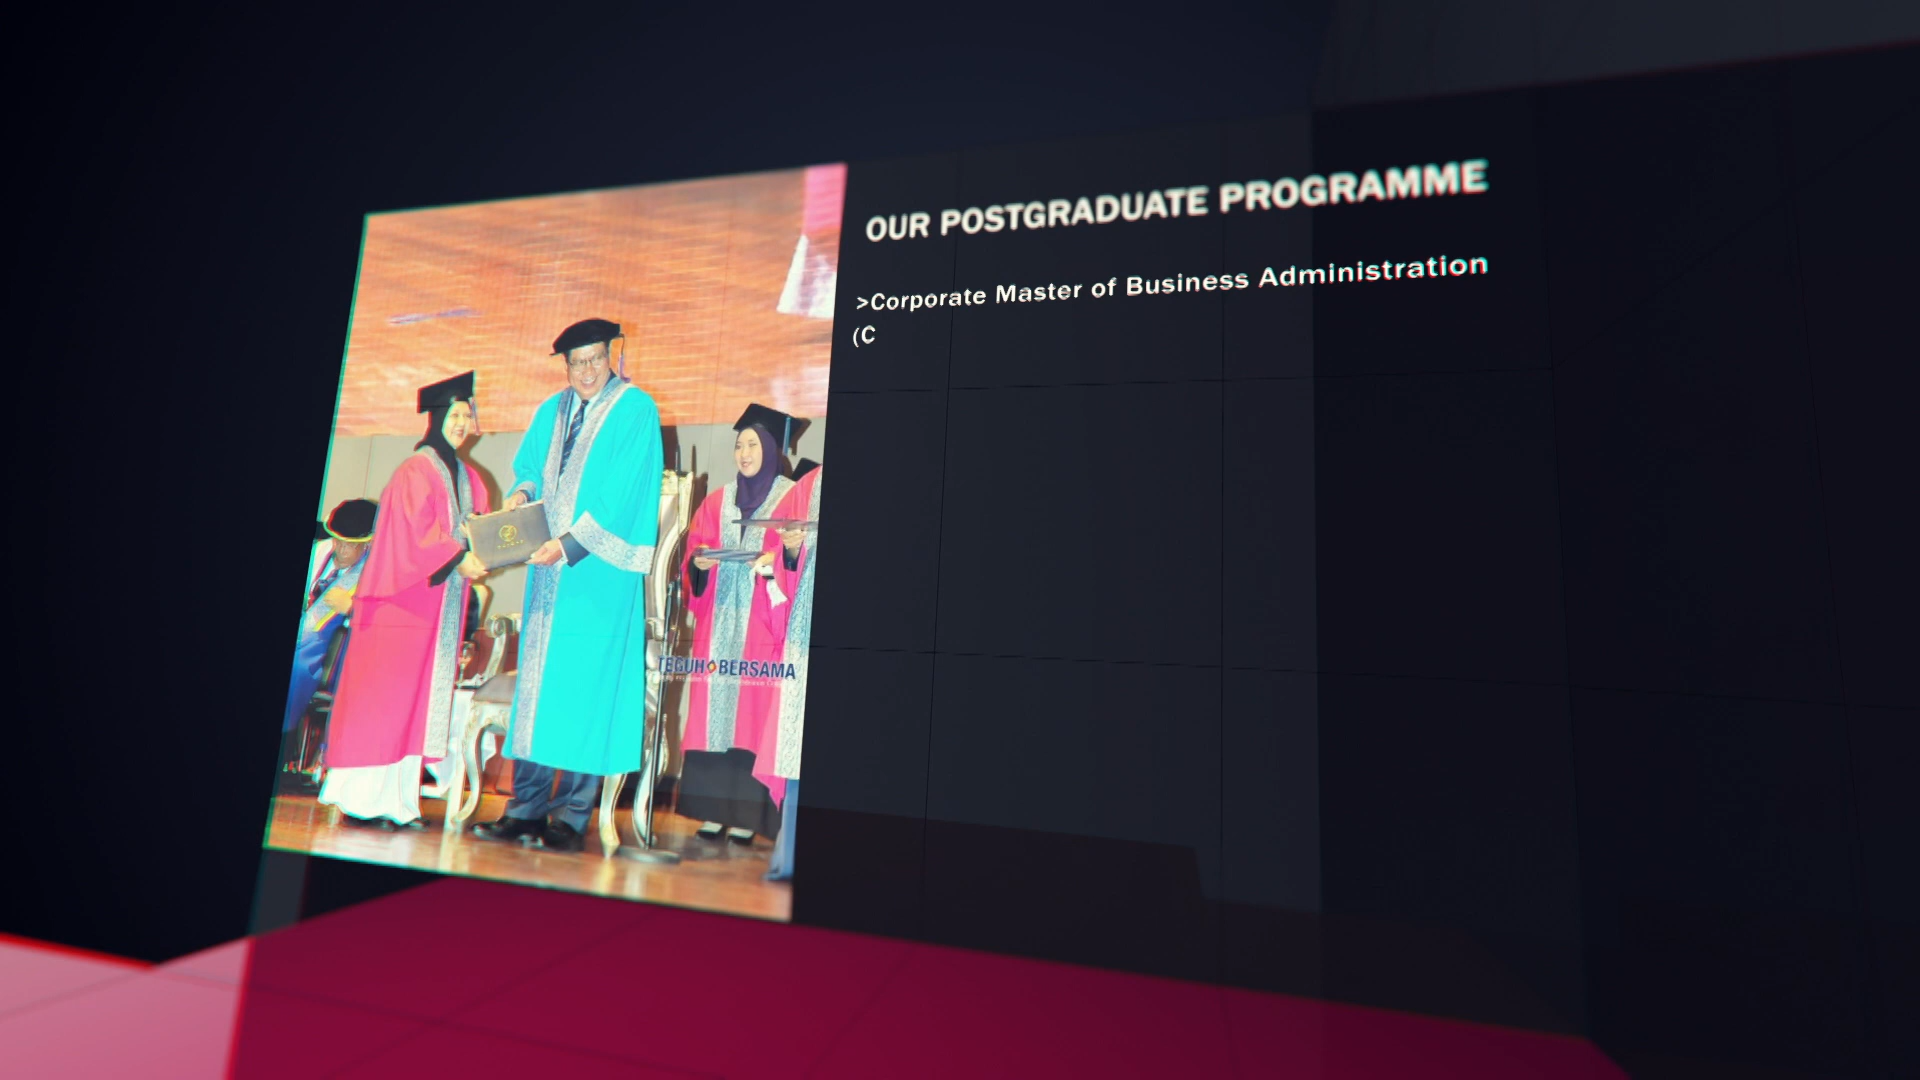 OUR POSTGRADUATE PROGRAMME
>Corporate Master of Business Administration
(C
TEGUH BERSAMA